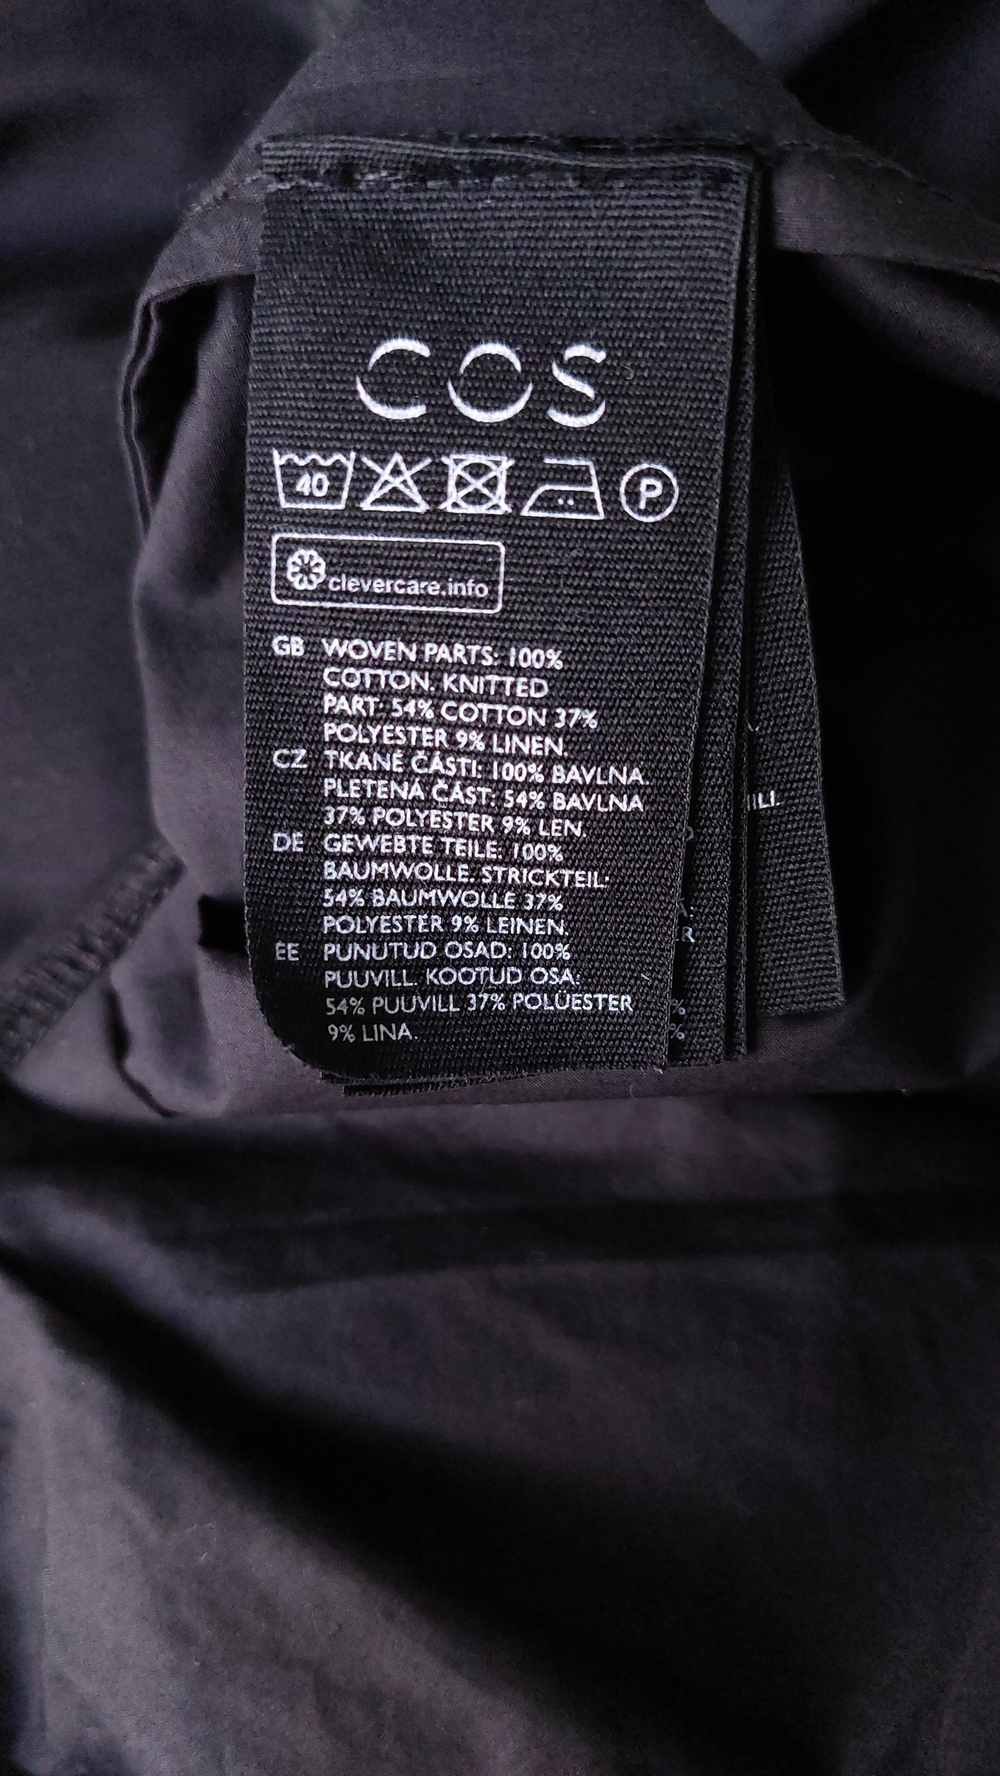 COS
40 P
clevercare.info
GB WOVEN PARTS: 100%
COTTON. KNITTED
PART: 54% COTTON 37%
POLYESTER 9% LINEN.
CZ TKANÉ ČÁSTI: 100% BAVLNA.
PLETENÁ ČÁST: 54% BAVLNA
37% POLYESTER 9% LEN.
DE GEWEBTE TEILE: 100%
BAUMWOLLE. STRICKTEIL:
54% BAUMWOLLE 37%
POLYESTER 9% LEINEN.
EE PUNUTUD OSAD: 100%
PUUVILL. KOOTUD OSA:
54% PUUVILL 37% POLÜESTER
9% LINA.